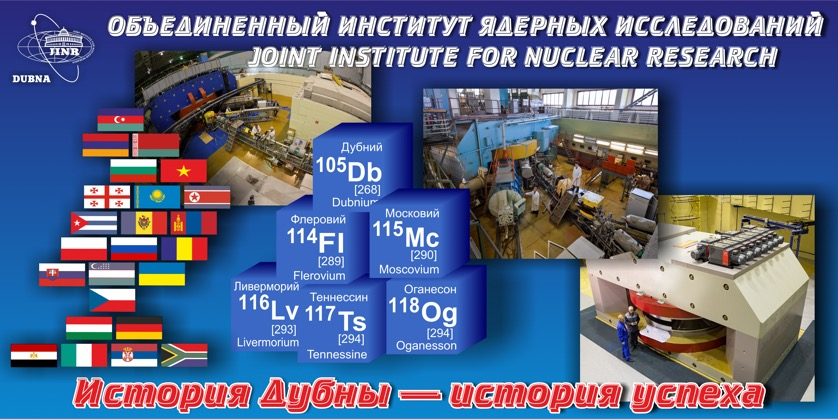 ОБЪЕДИНЕННЫЙ ИНСТИТУТ ЯДЕРНЫХ ИССЛЕДОВАНИЙ
JOINT INSTITUTE FOR NUCLEAR RESEARCH
JINR
DUBNA
Дубний
105Db
[268]
Dubnium
Флеровий
114Fl
[289]
Flerovium
Московий
115Mc
[290]
Moscovium
Ливерморий
116Lv
[293]
Livermorium
Теннессин
117Ts
[294]
Tennessine
Оганесон
118Og
[294]
Oganesson
История Дубны — история успеха